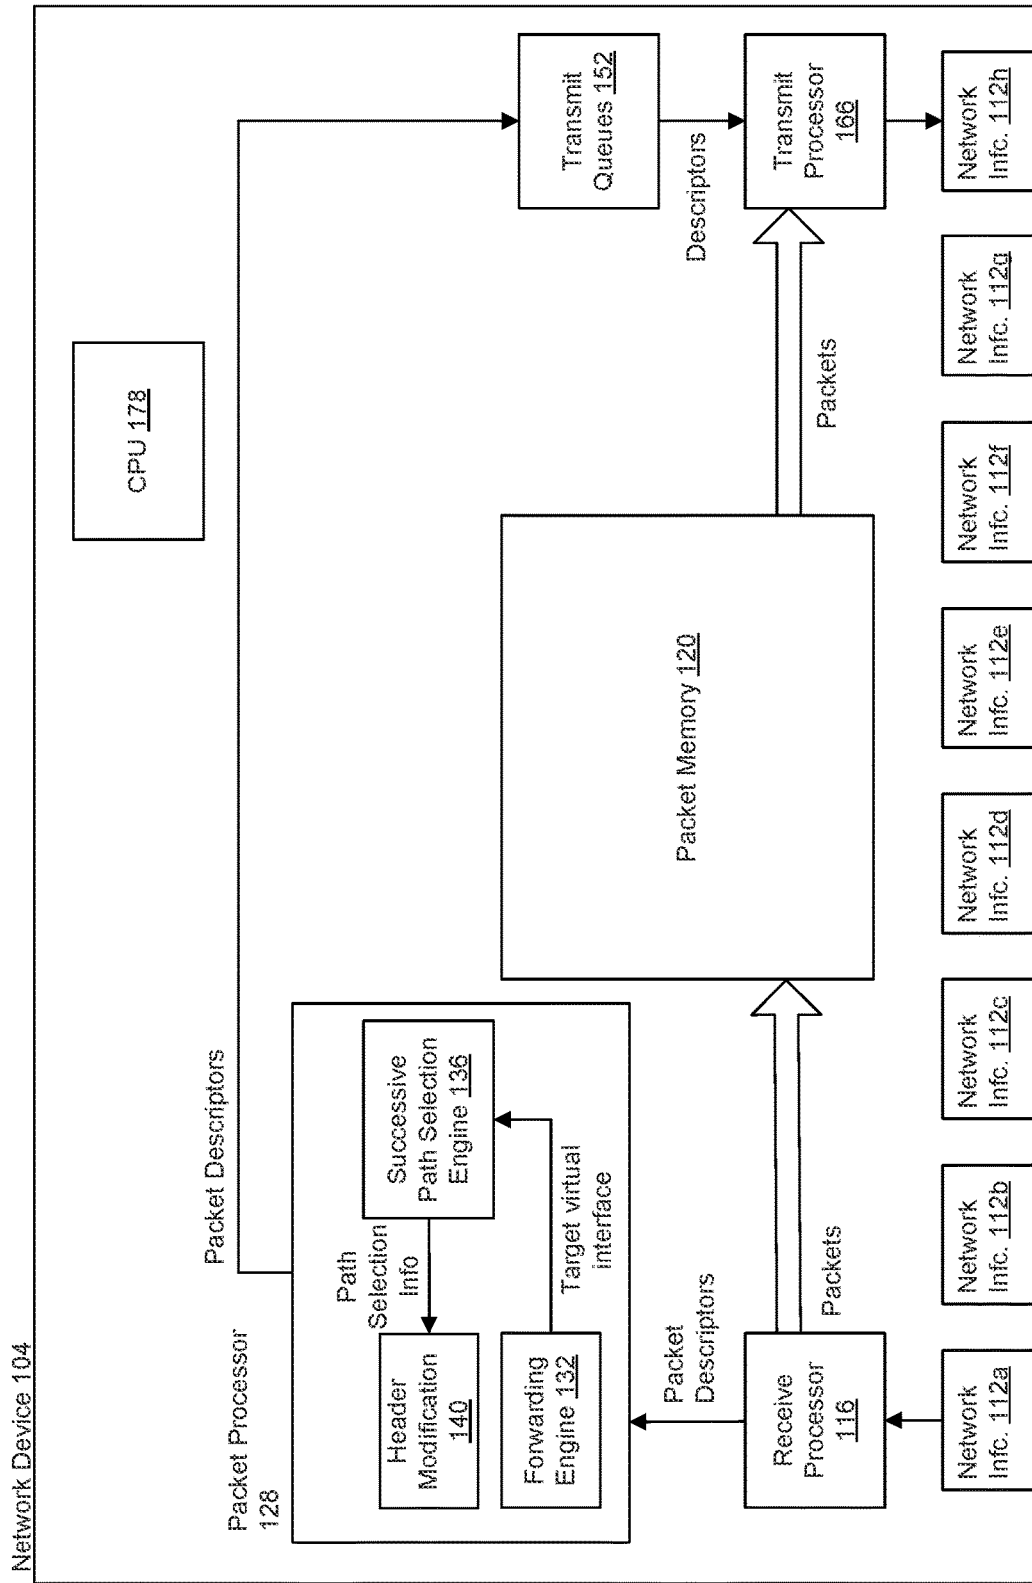 Network Device 104
Packet Processor
128
Packet Descriptors
CPU 178
Header
Modification
140
Path
Selection
Info
Successive
Path Selection
Engine 136
Forwarding
Engine 132
Target virtual
interface
Transmit
Queues 152
Packet
Descriptors
Descriptors
Receive
Processor
116
Packets
Packet Memory 120
Packets
Transmit
Processor
166
Network
Infc. 112a
Network
Infc. 112b
Network
Infc. 112c
Network
Infc. 112d
Network
Infc. 112e
Network
Infc. 112f
Network
Infc. 112g
Network
Infc. 112h